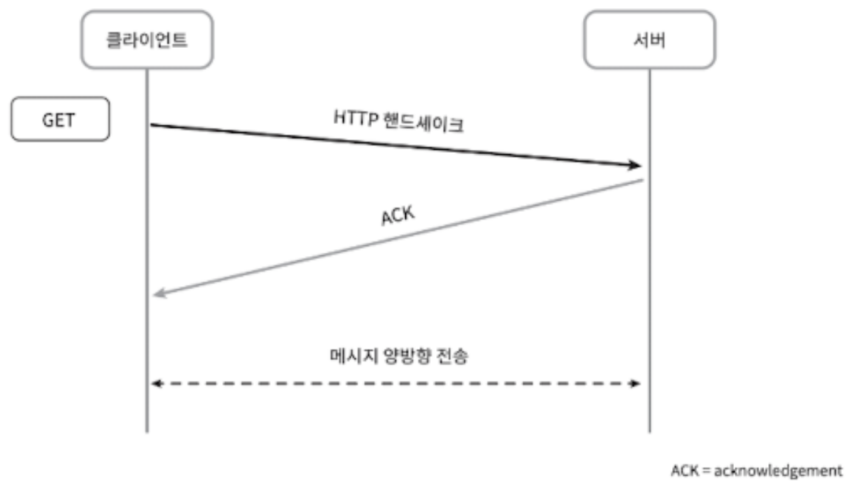 클라이언트
서버
GET
HTTP 핸드셰이크
ACK
메시지 양방향 전송
ACK = acknowledgement